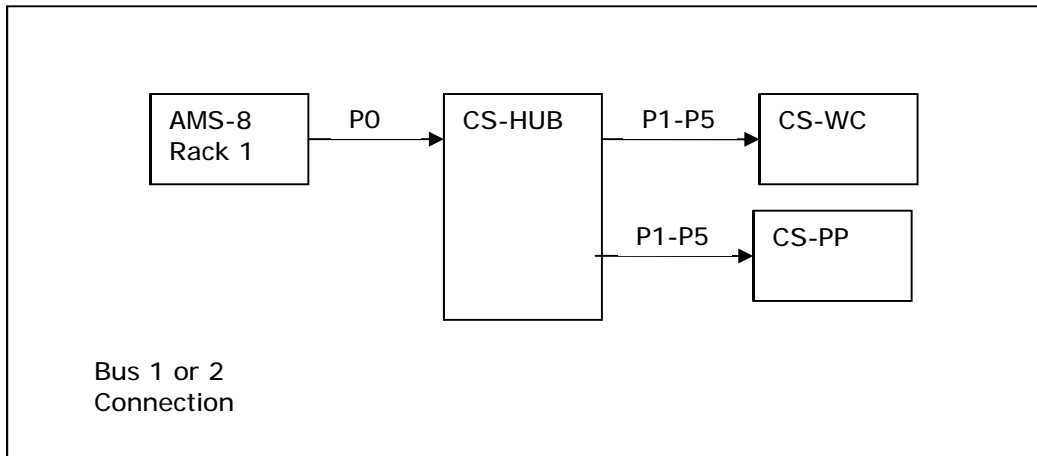 AMS-8
Rack 1
P0
CS-HUB
P1-P5
CS-WC
P1-P5
CS-PP
Bus 1 or 2
Connection